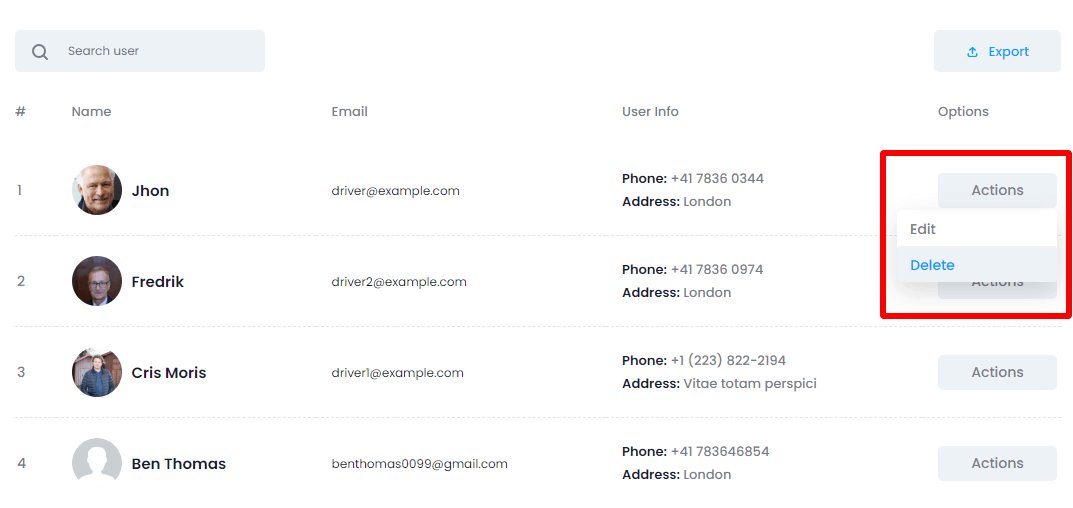 Search user
Export
# Name Email User Info Options
1 Jhon driver@example.com Phone: +41 7836 0344 Actions
Address: London
Edit
Delete
2 Fredrik driver2@example.com Phone: +41 7836 0974 Actions
Address: London
3 Cris Moris driver1@example.com Phone: +1 (223) 822-2194 Actions
Address: Vitae totam perspici
4 Ben Thomas benthomas0099@gmail.com Phone: +41 783646854 Actions
Address: London